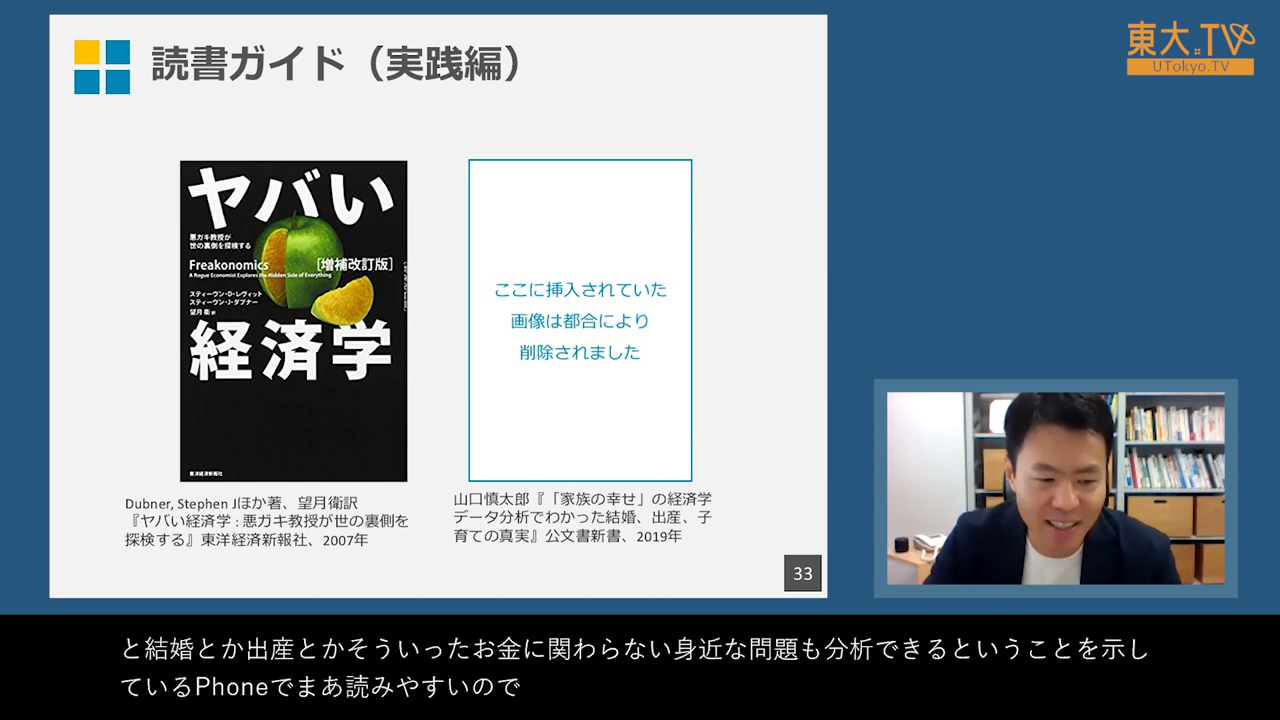 読書ガイド（実践編）
東大.TV
UTokyo.TV
ヤバい
悪ガキ教授が
世の裏側を探検する
Freakonomics
［増補改訂版］
A Rogue Economist Explores the Hidden Side of Everything
スティーヴン・D・レヴィット
スティーヴン・J・ダブナー
望月 衛 訳
経済学
東洋経済新報社
ここに挿入されていた
画像は都合により
削除されました
Dubner, Stephen Jほか著、望月衛訳
『ヤバい経済学 : 悪ガキ教授が世の裏側を
探検する』東洋経済新報社、2007年
山口慎太郎『「家族の幸せ」の経済学
データ分析でわかった結婚、出産、子
育ての真実』公文書新書、2019年
33
と結婚とか出産とかそういったお金に関わらない身近な問題も分析できるということを示し
ているPhoneでまあ読みやすいので